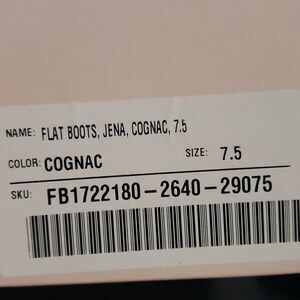 NAME: FLAT BOOTS, JENA, COGNAC, 7.5
COLOR: COGNAC SIZE: 7.5
SKU: FB1722180-2640-29075